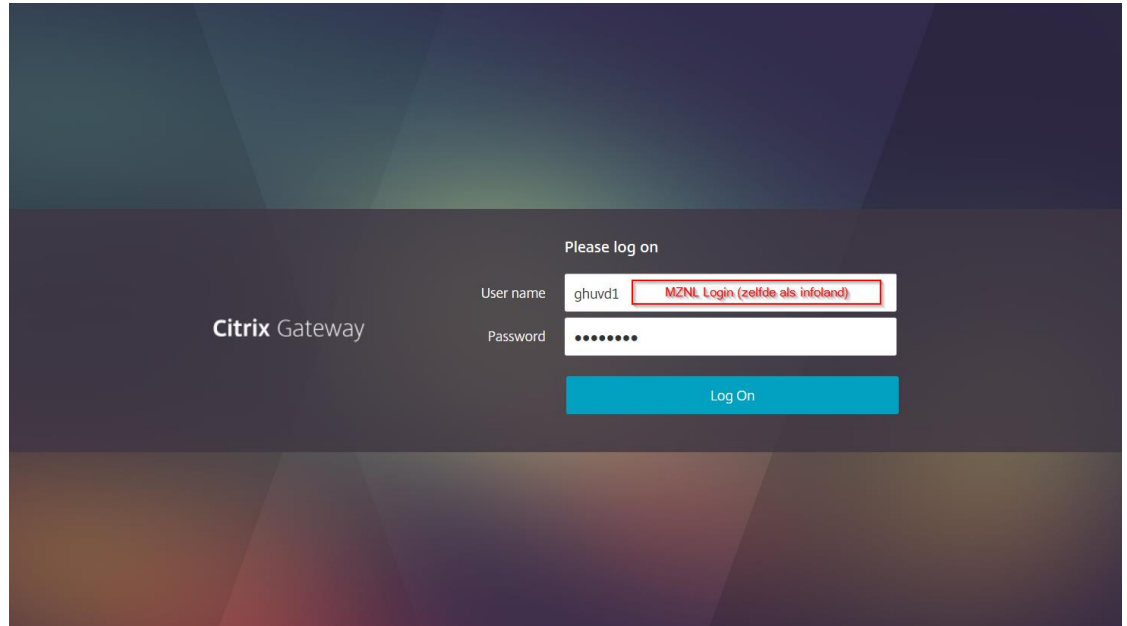 Please log on
User name ghuvd1 MZNL Login (zelfde als infoland)
Citrix Gateway
Password ••••••••
Log On